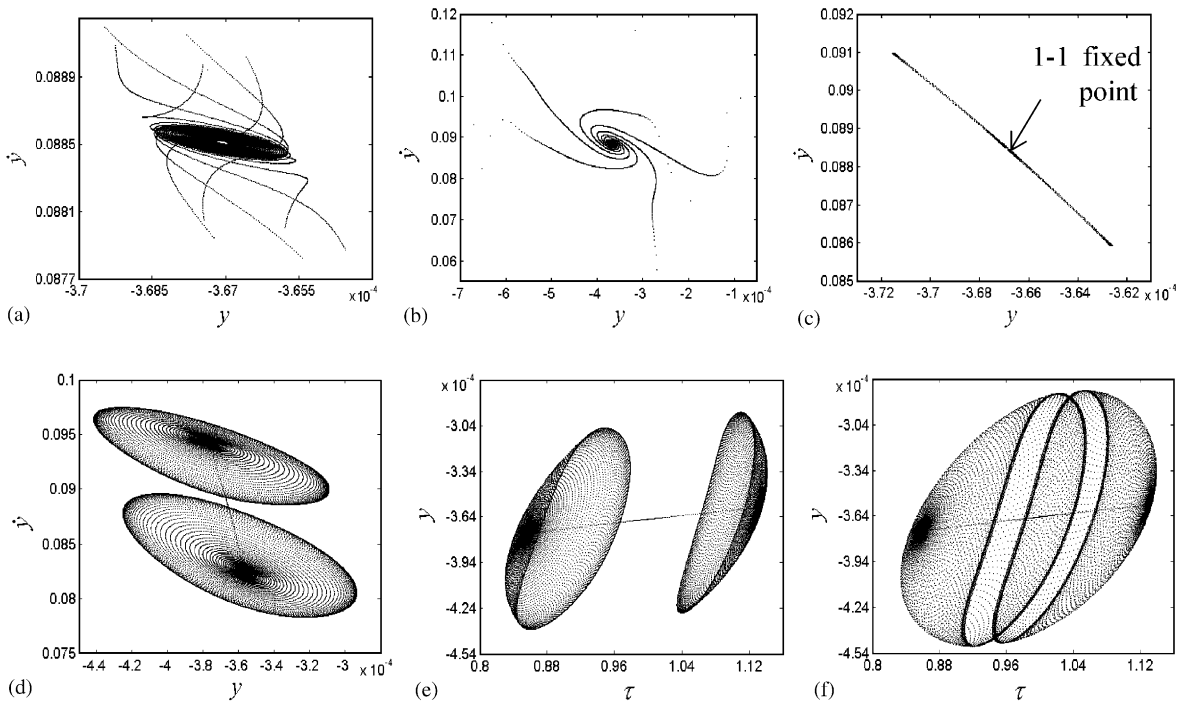 0.0889
0.0885
0.0881
0.0877
ẏ
-3.7 -3.685 -3.67 -3.655 ×10⁻⁴
(a) y
0.12
0.11
0.10
0.09
0.08
0.07
0.06
ẏ
-7 -6 -5 -4 -3 -2 -1 ×10⁻⁴
(b) y
0.092
0.091
0.090
0.089
0.088
0.087
0.086
0.085
ẏ
1-1 fixed
point
-3.72 -3.7 -3.68 -3.66 -3.64 -3.62 ×10⁻⁴
(c) y
0.1
0.095
0.09
0.085
0.08
0.075
ẏ
-4.4 -4 -3.8 -3.6 -3.4 -3.2 -3 ×10⁻⁴
(d) y
×10⁻⁴
-3.04
-3.34
-3.64
-3.94
-4.24
-4.54
y
0.8 0.88 0.96 1.04 1.12
(e) τ
×10⁻⁴
-3.04
-3.34
-3.64
-3.94
-4.24
-4.54
y
0.8 0.88 0.96 1.04 1.12
(f) τ